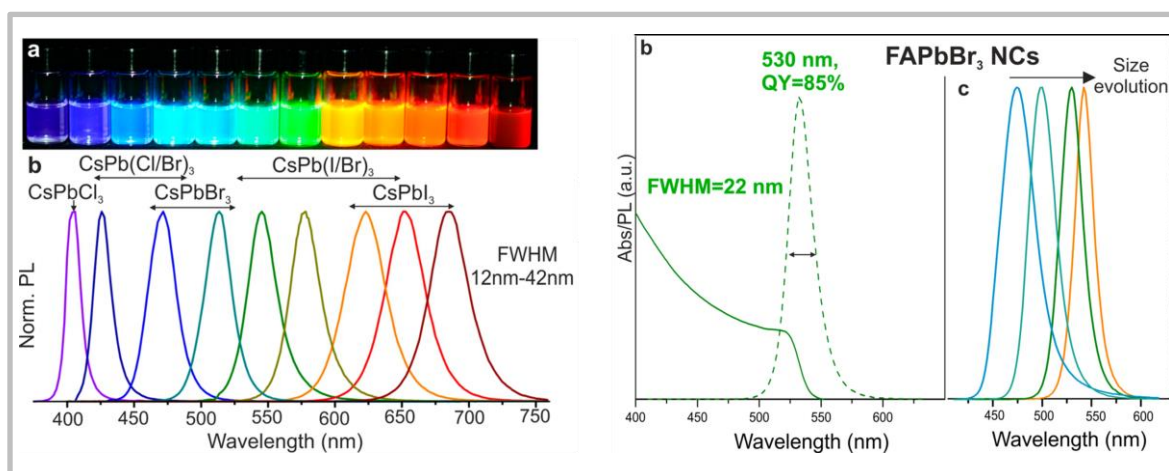 a
b
CsPb(Cl/Br)₃
CsPb(I/Br)₃
CsPbCl₃
CsPbBr₃
CsPbI₃
FWHM
12nm-42nm
Norm. PL
400 450 500 550 600 650 700 750
Wavelength (nm)
b
530 nm,
QY=85%
FAPbBr₃ NCs
c
Size
evolution
FWHM=22 nm
Abs/PL (a.u.)
400 450 500 550 600
Wavelength (nm)
450 500 550 600
Wavelength (nm)